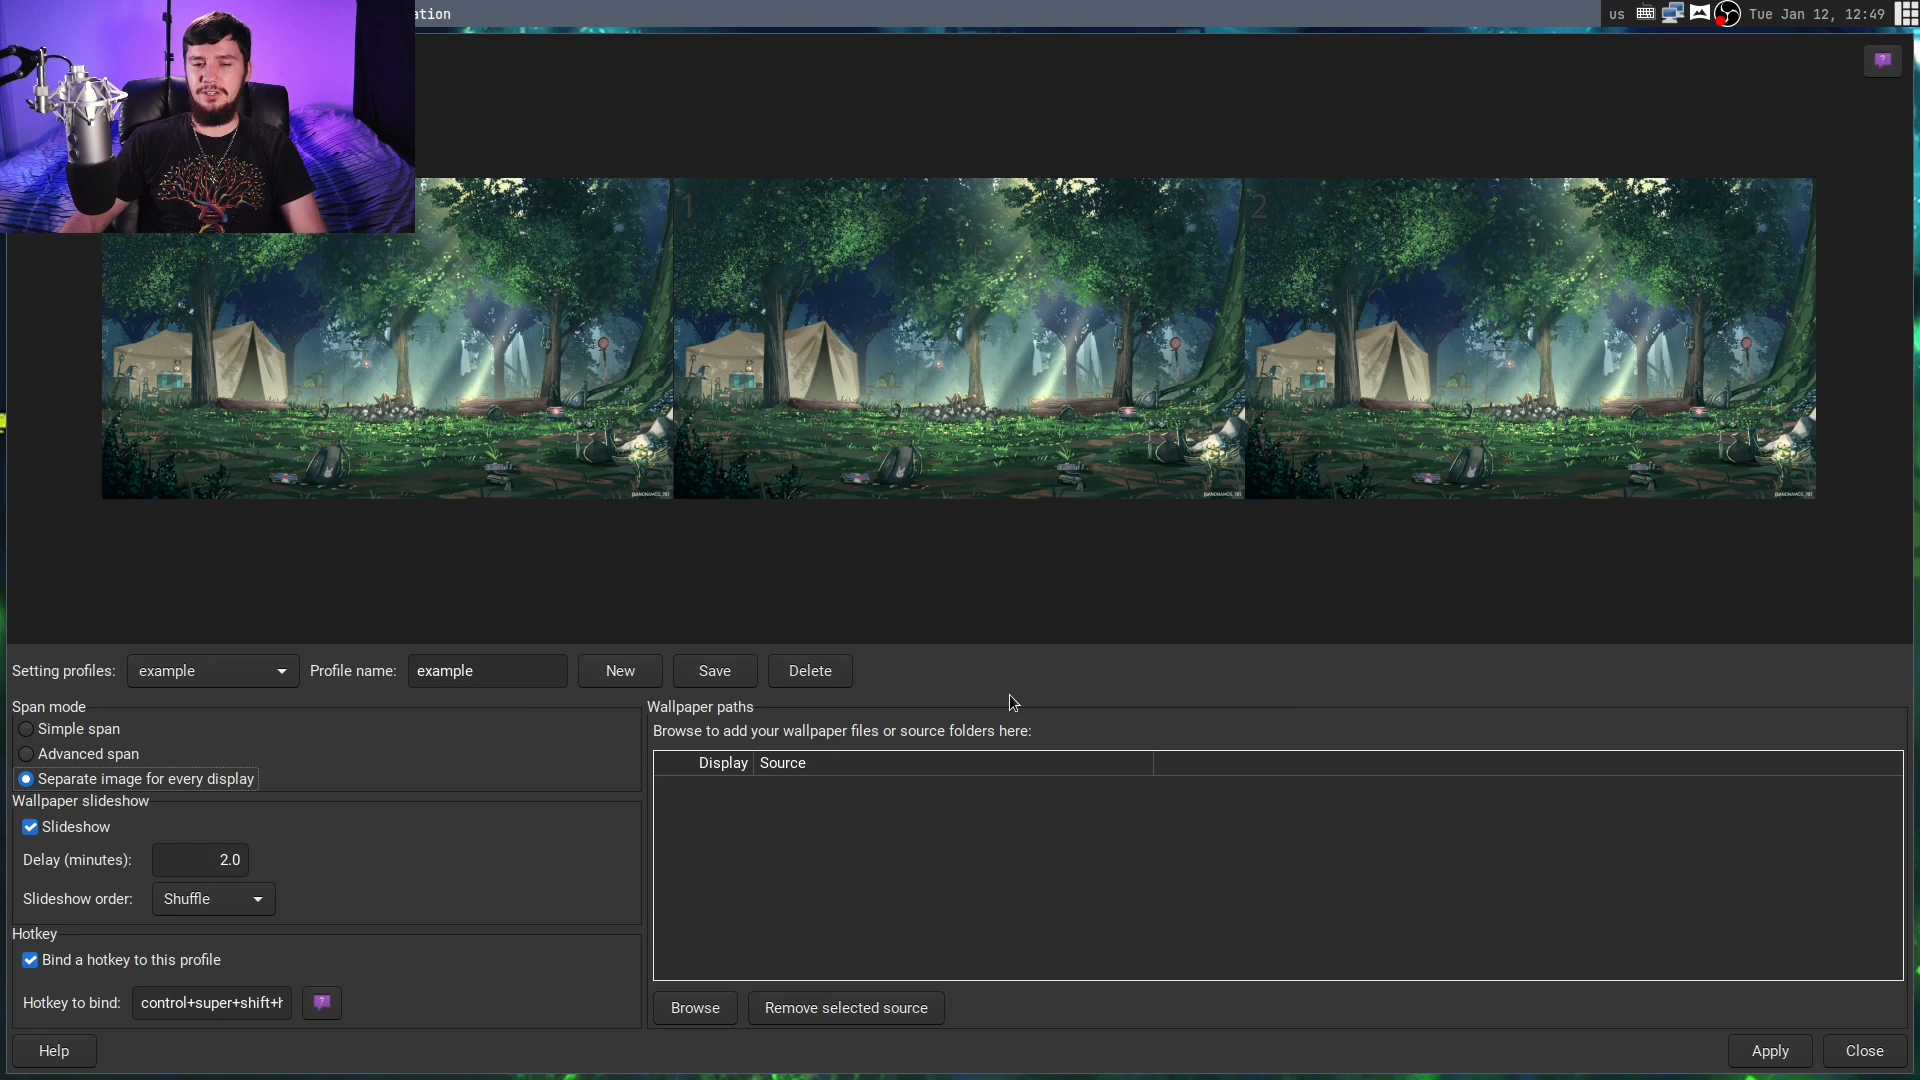 ation
us
Tue Jan 12, 12:49
?
1
2
@ANONAMOS_701
@ANONAMOS_701
@ANONAMOS_701
Setting profiles:
example
Profile name:
example
New
Save
Delete
Span mode
Simple span
Advanced span
Separate image for every display
Wallpaper slideshow
Slideshow
Delay (minutes):
2.0
Slideshow order:
Shuffle
Hotkey
Bind a hotkey to this profile
Hotkey to bind:
control+super+shift+h
?
Wallpaper paths
Browse to add your wallpaper files or source folders here:
Display
Source
Browse
Remove selected source
Help
Apply
Close